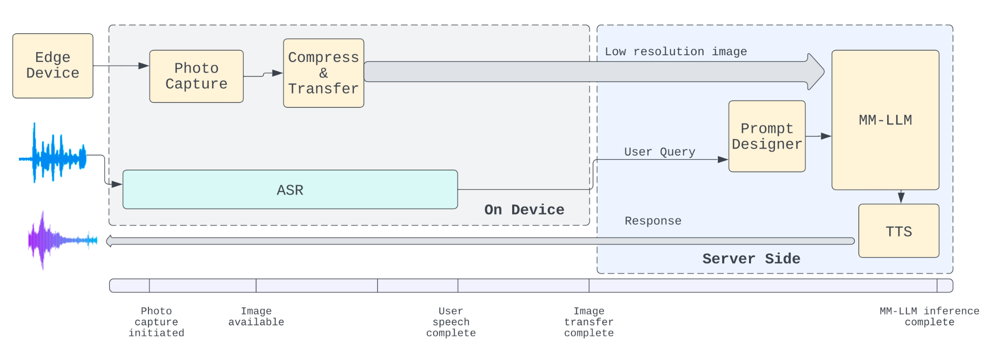 Edge
Device
Photo
Capture
Compress
&
Transfer
Low resolution image
MM-LLM
Prompt
Designer
User Query
ASR
On Device
Response
TTS
Server Side
Photo
capture
initiated
Image
available
User
speech
complete
Image
transfer
complete
MM-LLM inference
complete